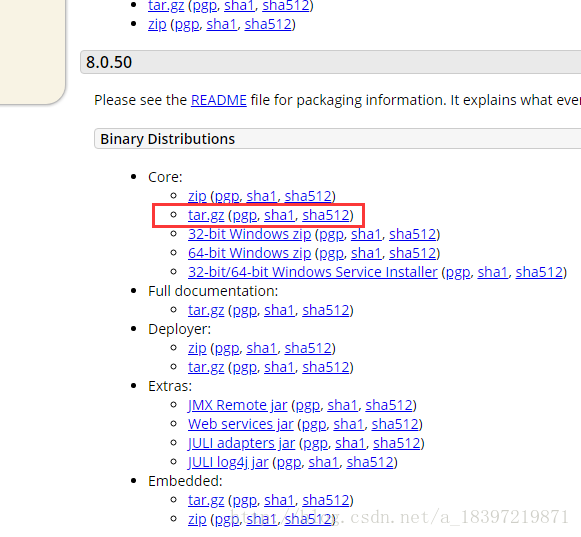 tar.gz (pgp, sha1, sha512)
zip (pgp, sha1, sha512)
8.0.50
Please see the README file for packaging information. It explains what eve
Binary Distributions
Core:
zip (pgp, sha1, sha512)
tar.gz (pgp, sha1, sha512)
32-bit Windows zip (pgp, sha1, sha512)
64-bit Windows zip (pgp, sha1, sha512)
32-bit/64-bit Windows Service Installer (pgp, sha1, sha512)
Full documentation:
tar.gz (pgp, sha1, sha512)
Deployer:
zip (pgp, sha1, sha512)
tar.gz (pgp, sha1, sha512)
Extras:
JMX Remote jar (pgp, sha1, sha512)
Web services jar (pgp, sha1, sha512)
JULI adapters jar (pgp, sha1, sha512)
JULI log4j jar (pgp, sha1, sha512)
Embedded:
tar.gz (pgp, sha1, sha512)
zip (pgp, sha1, sha512)
http://blog.csdn.net/a_18397219871